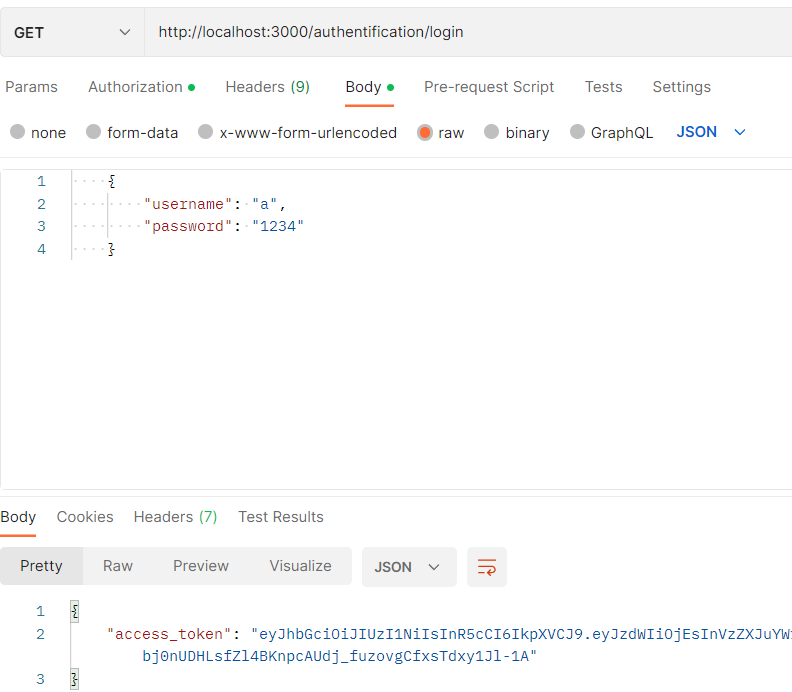 GET http://localhost:3000/authentification/login
Params Authorization Headers (9) Body Pre-request Script Tests Settings
none form-data x-www-form-urlencoded raw binary GraphQL JSON
1 {
2 "username": "a",
3 "password": "1234"
4 }
Body Cookies Headers (7) Test Results
Pretty Raw Preview Visualize JSON
1 {
2 "access_token": "eyJhbGciOiJIUzI1NiIsInR5cCI6IkpXVCJ9.eyJzdWIiOjEsInVzZXJuYW
bj0nUDHLsfZl4BKnpcAUdj_fuzovgCfxsTdxy1Jl-1A"
3 }